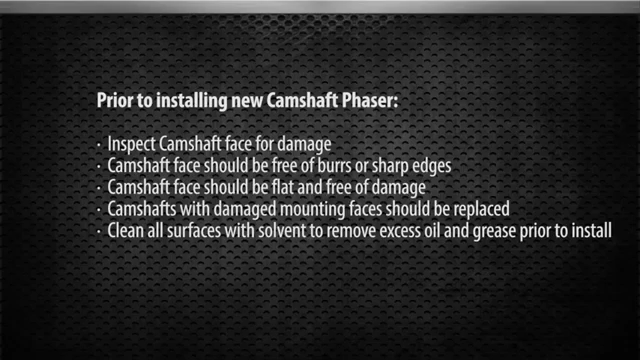 Prior to installing new Camshaft Phaser:
· Inspect Camshaft face for damage
· Camshaft face should be free of burrs or sharp edges
· Camshaft face should be flat and free of damage
· Camshafts with damaged mounting faces should be replaced
· Clean all surfaces with solvent to remove excess oil and grease prior to install